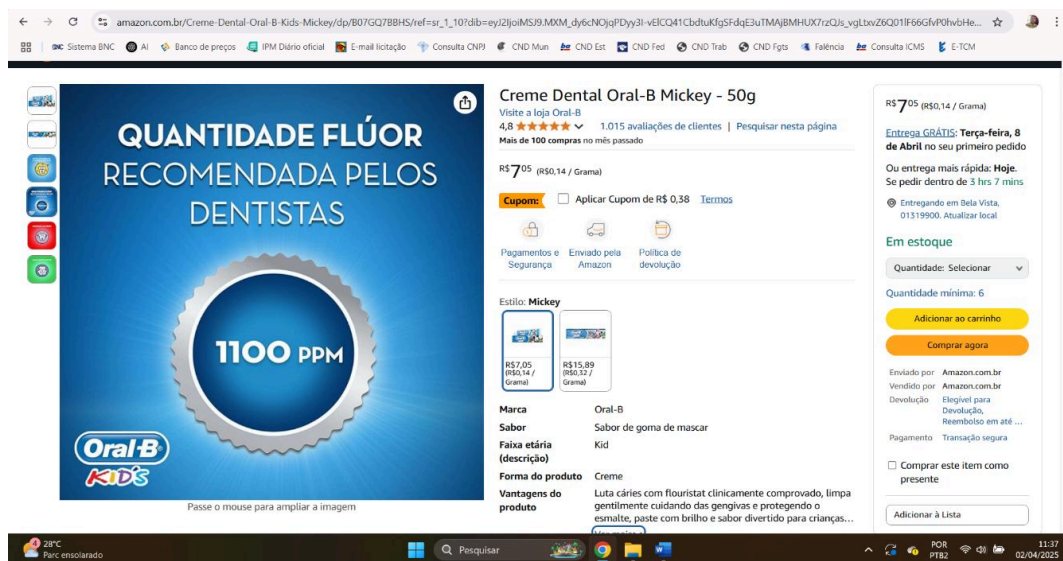 amazon.com.br/Creme-Dental-Oral-B-Kids-Mickey/dp/B07GQ7BBHS/ref=sr_1_10?dib=
Sistema BNC
AI
Banco de preços
IPM Diário oficial
E-mail licitação
Consulta CNPJ
CND Mun
CND Est
CND Fed
CND Trab
CND Fgts
Falência
Consulta ICMS
E-TCM
QUANTIDADE FLÚOR
RECOMENDADA PELOS
DENTISTAS
1100 PPM
Oral-B
KID'S
Passe o mouse para ampliar a imagem
Creme Dental Oral-B Mickey - 50g
Visite a loja Oral-B
4,8 1.015 avaliações de clientes | Pesquisar nesta página
Mais de 100 compras no mês passado
R$705 (R$0,14 / Grama)
Cupom: Aplicar Cupom de R$ 0,38 Termos
Pagamentos e Segurança
Enviado pela Amazon
Política de devolução
Estilo: Mickey
R$7,05
(R$0,14 /
Grama)
R$15,89
(R$0,32 /
Grama)
Marca Oral-B
Sabor Sabor de goma de mascar
Faixa etária Kid
(descrição)
Forma do produto Creme
Vantagens do Luta cáries com flouristat clinicamente comprovado, limpa
produto gentilmente cuidando das gengivas e protegendo o
esmalte, paste com brilho e sabor divertido para crianças...
R$705 (R$0,14 / Grama)
Entrega GRÁTIS: Terça-feira, 8
de Abril no seu primeiro pedido
Ou entrega mais rápida: Hoje.
Se pedir dentro de 3 hrs 7 mins
Entregando em Bela Vista,
01319900. Atualizar local
Em estoque
Quantidade: Selecionar
Quantidade mínima: 6
Adicionar ao carrinho
Comprar agora
Enviado por Amazon.com.br
Vendido por Amazon.com.br
Devolução Elegível para
Devolução,
Reembolso em até ...
Pagamento Transação segura
Comprar este item como
presente
Adicionar à Lista
4
28°C
Parc ensolarado
Pesquisar
POR
PTB2
11:37
02/04/2025